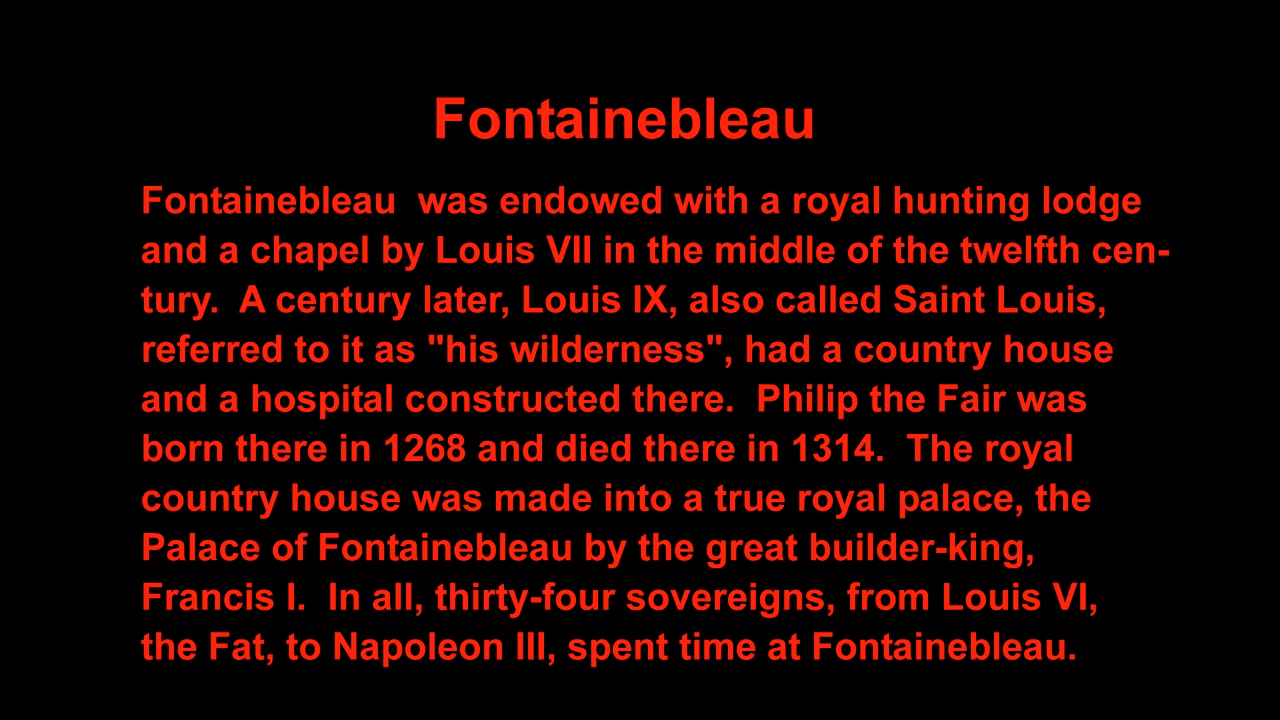 Fontainebleau
Fontainebleau  was endowed with a royal hunting lodge
and a chapel by Louis VII in the middle of the twelfth cen-
tury.  A century later, Louis IX, also called Saint Louis,
referred to it as "his wilderness", had a country house
and a hospital constructed there.  Philip the Fair was
born there in 1268 and died there in 1314.  The royal
country house was made into a true royal palace, the
Palace of Fontainebleau by the great builder-king,
Francis I.  In all, thirty-four sovereigns, from Louis VI,
the Fat, to Napoleon III, spent time at Fontainebleau.